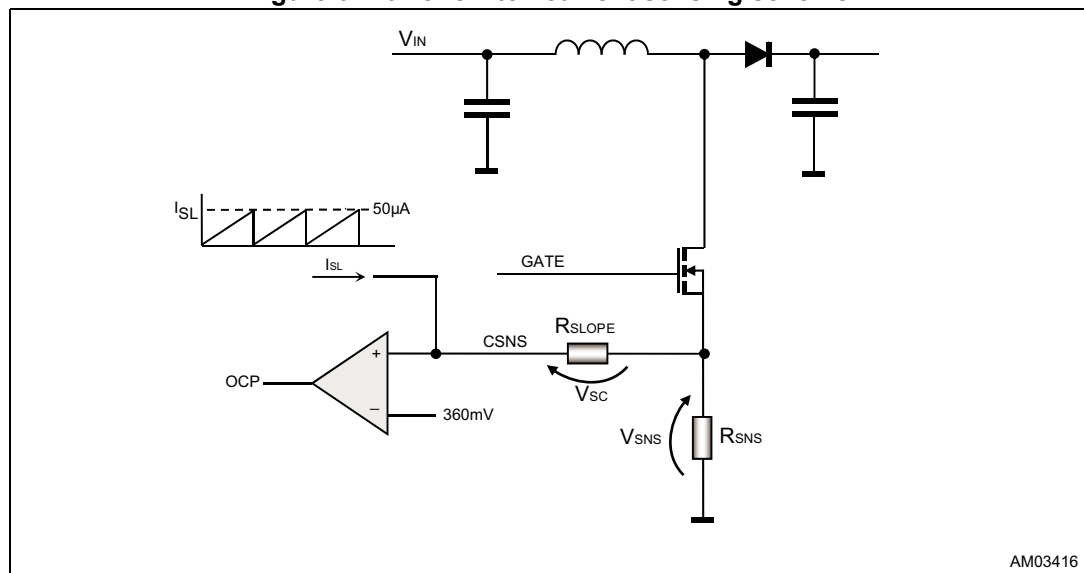 VIN
ISL
50µA
ISL
GATE
RSLOPE
CSNS
+
OCP
VSC
–
360mV
VSNS
RSNS
AM03416